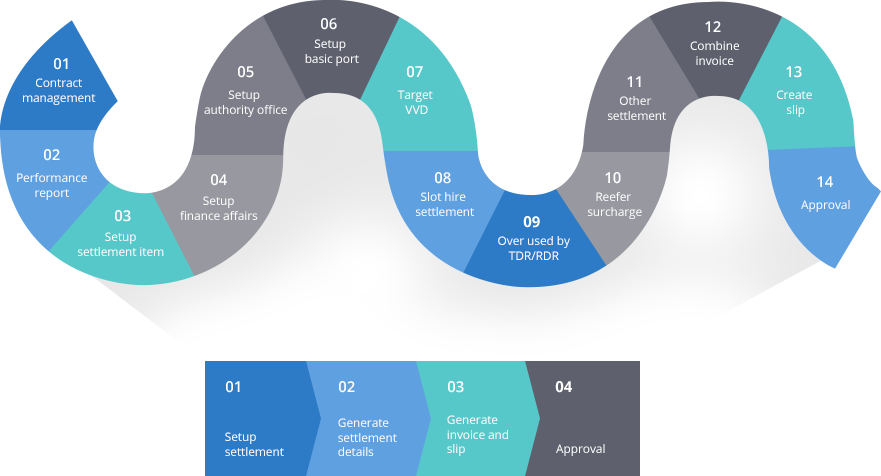 01
Contract
management
02
Performance
report
03
Setup
settlement item
04
Setup
finance affairs
05
Setup
authority office
06
Setup
basic port
07
Target
VVD
08
Slot hire
settlement
09
Over used by
TDR/RDR
10
Reefer
surcharge
11
Other
settlement
12
Combine
invoice
13
Create
slip
14
Approval
01
Setup
settlement
02
Generate
settlement
details
03
Generate
invoice and
slip
04
Approval